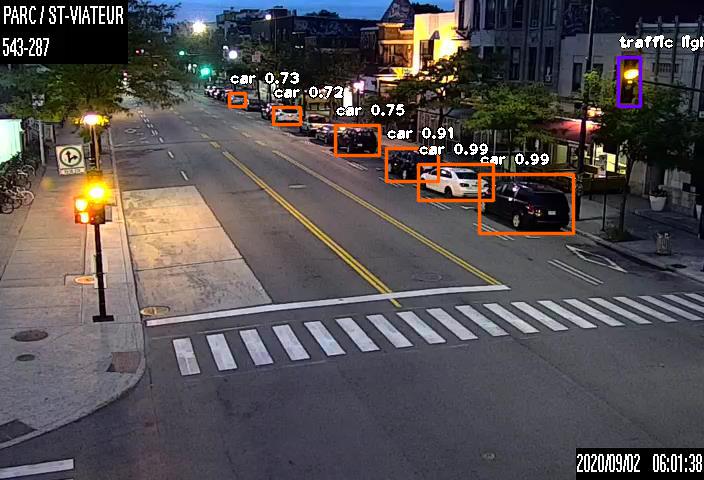 PARC / ST-VIATEUR
543-287
traffic ligh
car 0.73
car 0.72
car 0.75
car 0.91
car 0.99
car 0.99
2020/09/02 06:01:38